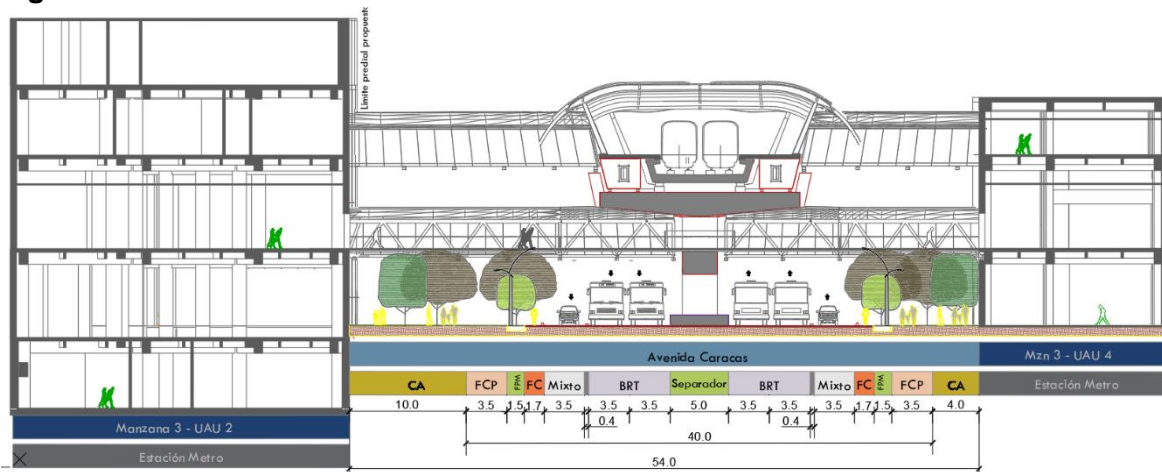 Límite predial propuesto
Avenida Caracas
Mzn 3 - UAU 4
CA FCP FPM FC Mixto BRT Separador BRT Mixto FC FPM FCP CA
Estación Metro
10.0 3.5 1.5 1.7 3.5 3.5 3.5 5.0 3.5 3.5 3.5 1.7 1.5 3.5 4.0
0.4 0.4
Manzana 3 - UAU 2
40.0
Estación Metro
54.0